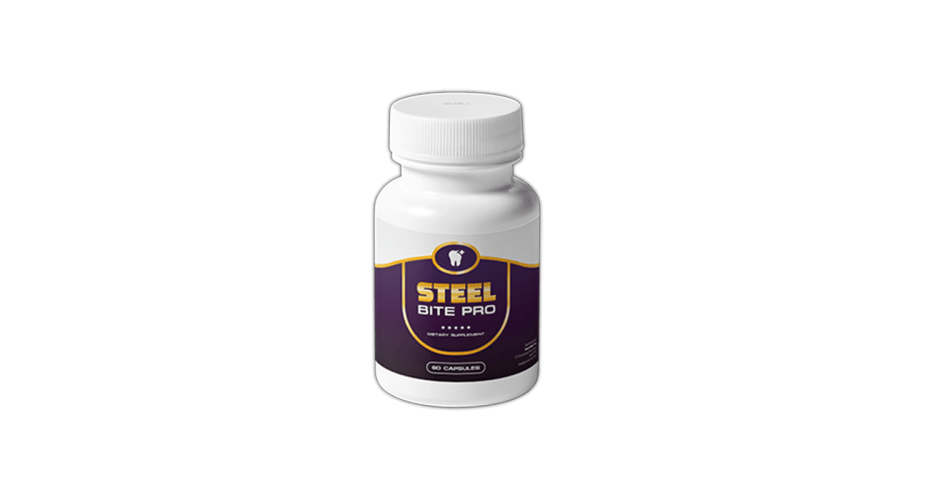 STEEL
BITE PRO
DIETARY SUPPLEMENT
60 CAPSULES